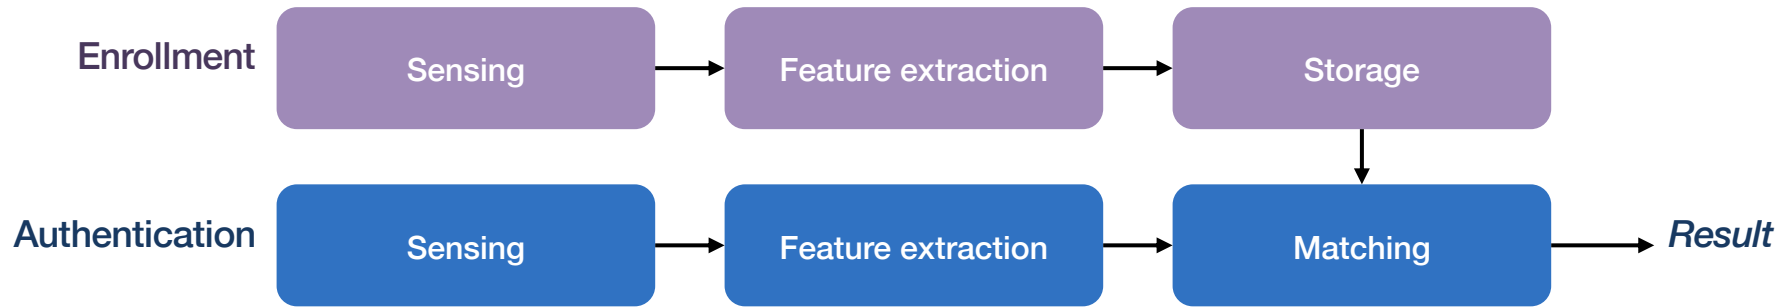 Enrollment
Sensing
Feature extraction
Storage
Authentication
Sensing
Feature extraction
Matching
Result